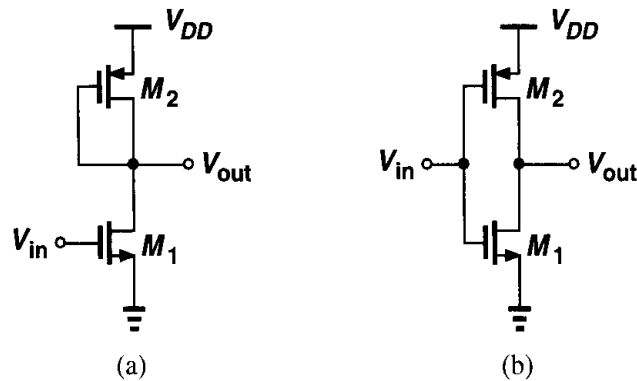 V_DD
M_2
V_out
V_in
M_1
(a)
V_DD
M_2
V_in
V_out
M_1
(b)